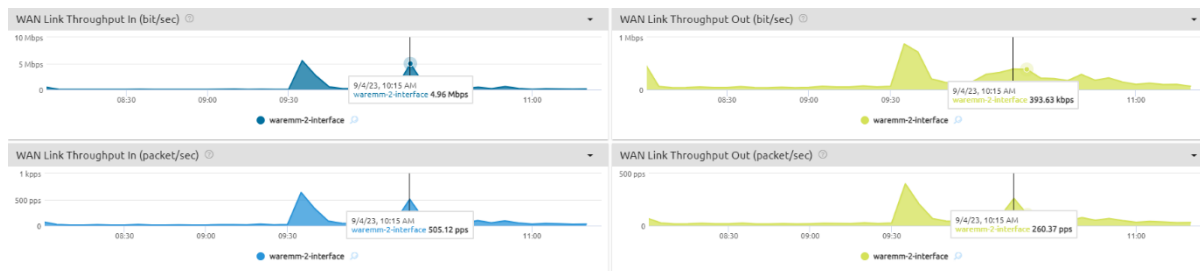 WAN Link Throughput In (bit/sec)
10 Mbps
5 Mbps
0
08:30 09:00 09:30 11:00
9/4/23, 10:15 AM
waremm-2-interface 4.96 Mbps
waremm-2-interface
WAN Link Throughput Out (bit/sec)
1 Mbps
0
08:30 09:00 09:30 11:00
9/4/23, 10:15 AM
waremm-2-interface 393.63 kbps
waremm-2-interface
WAN Link Throughput In (packet/sec)
1 kpps
500 pps
0
08:30 09:00 09:30 11:00
9/4/23, 10:15 AM
waremm-2-interface 505.12 pps
waremm-2-interface
WAN Link Throughput Out (packet/sec)
500 pps
0
08:30 09:00 09:30 11:00
9/4/23, 10:15 AM
waremm-2-interface 260.37 pps
waremm-2-interface